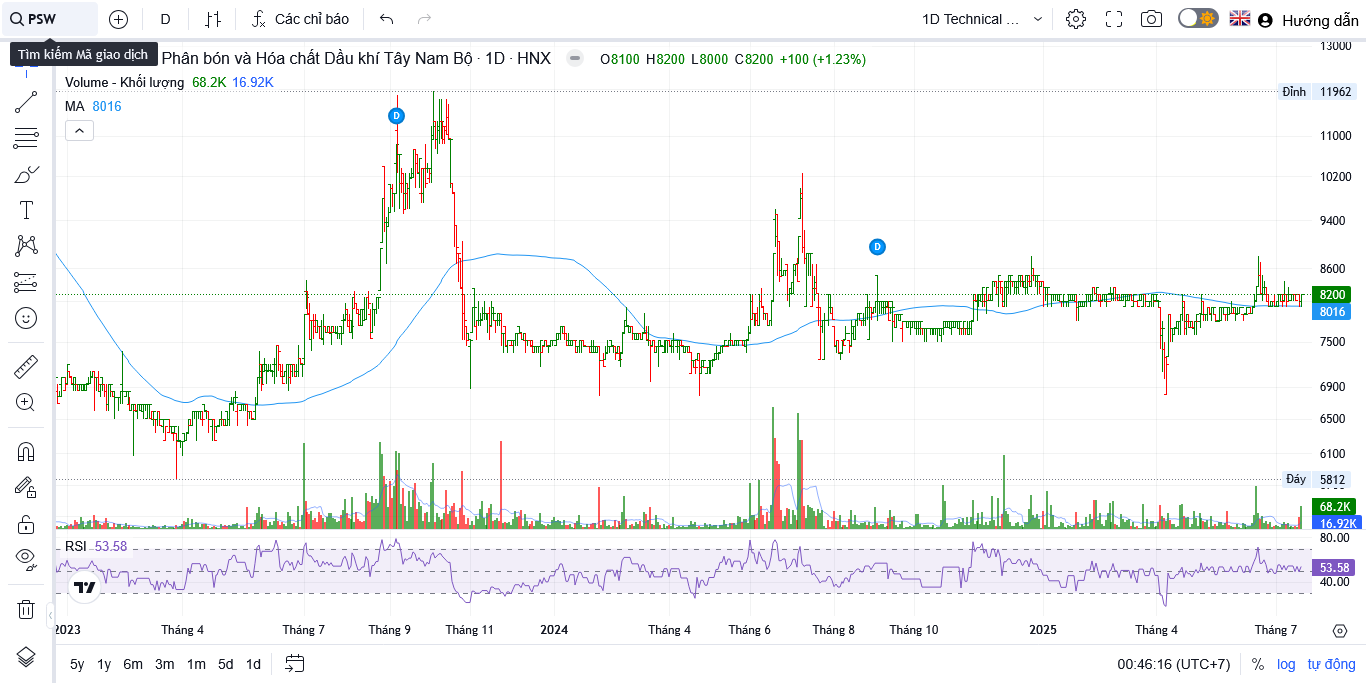 PSW
D
Các chỉ báo
1D Technical ...
Hướng dẫn
Tìm kiếm Mã giao dịch
Phân bón và Hóa chất Dầu khí Tây Nam Bộ · 1D · HNX
O8100 H8200 L8000 C8200 +100 (+1.23%)
Volume - Khối lượng 68.2K 16.92K
MA 8016
D
D
13000
Đỉnh 11962
11000
10200
9400
8600
8200
8016
7500
6900
6500
6100
Đáy 5812
68.2K
16.92K
RSI 53.58
80.00
53.58
40.00
2023 Tháng 4 Tháng 7 Tháng 9 Tháng 11 2024 Tháng 4 Tháng 6 Tháng 8 Tháng 10 2025 Tháng 4 Tháng 7
5y 1y 6m 3m 1m 5d 1d
00:46:16 (UTC+7) % log tự động